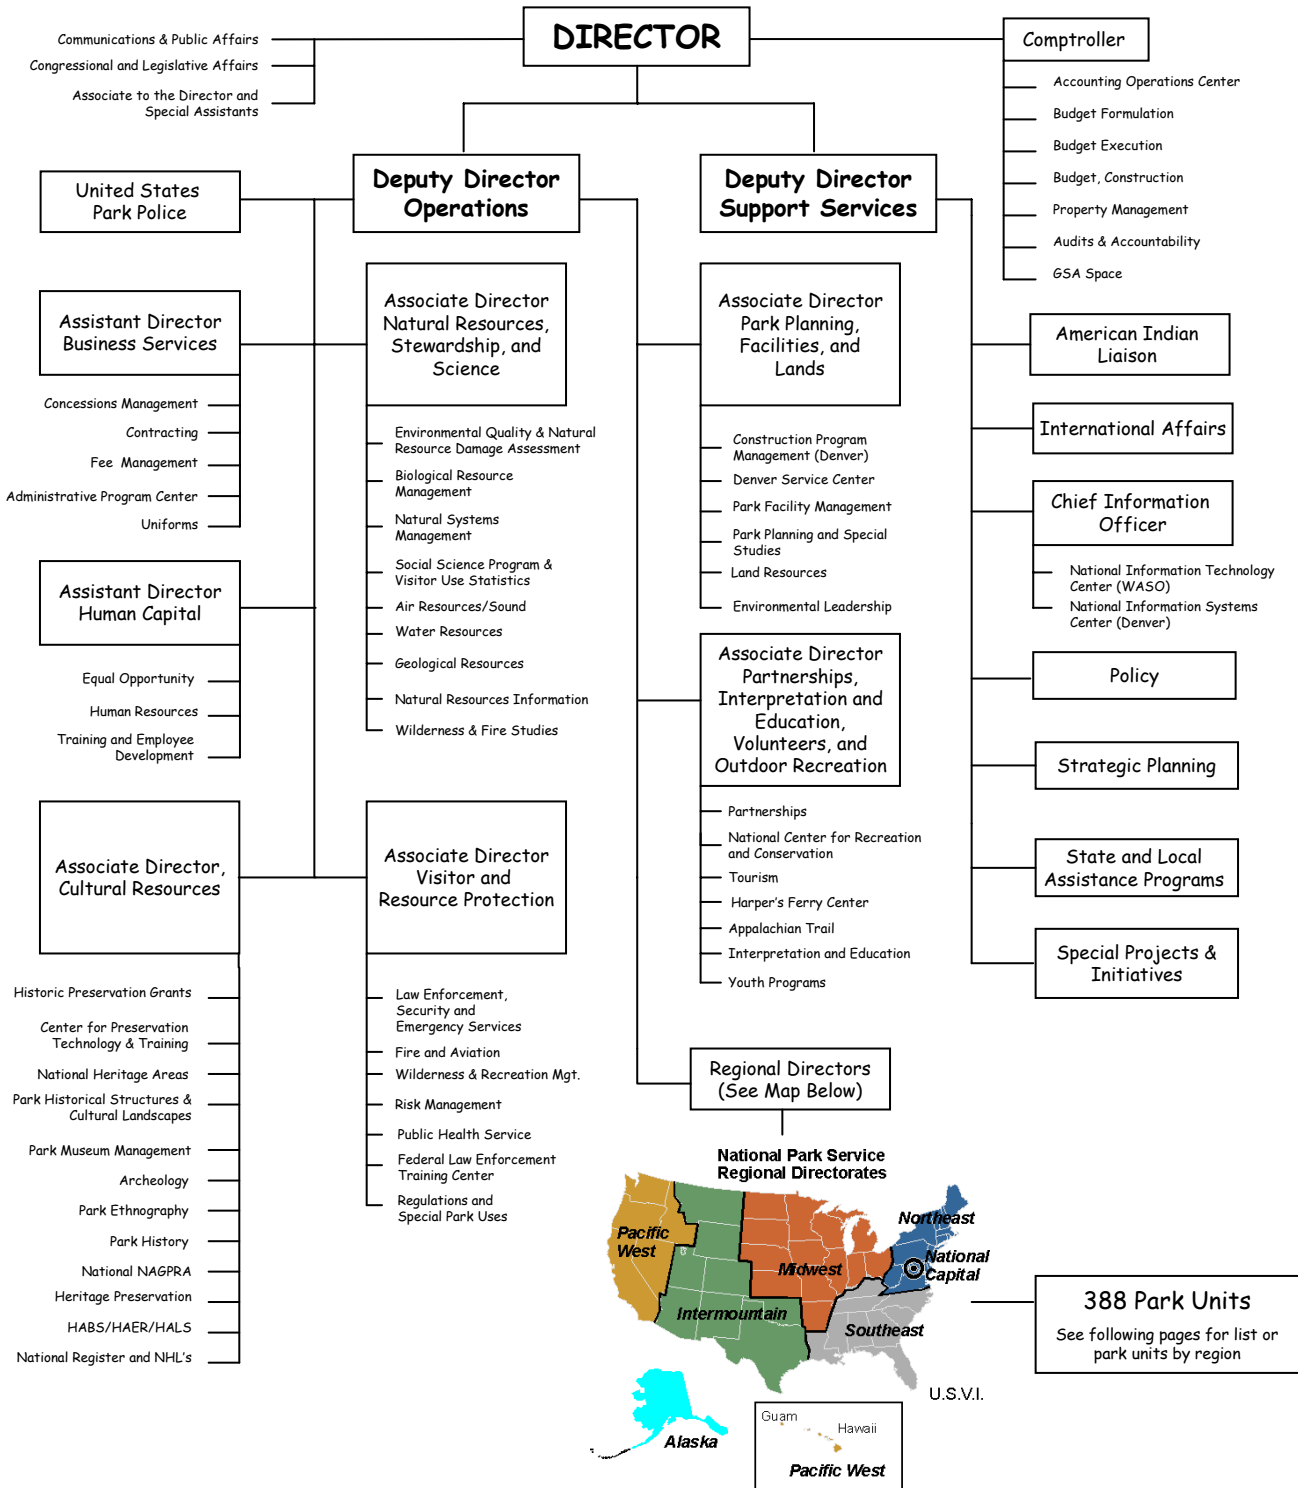 DIRECTOR
Communications & Public Affairs
Congressional and Legislative Affairs
Associate to the Director and
Special Assistants
Comptroller
Accounting Operations Center
Budget Formulation
Budget Execution
Budget, Construction
Property Management
Audits & Accountability
GSA Space
United States
Park Police
Deputy Director
Operations
Deputy Director
Support Services
Assistant Director
Business Services
Concessions Management
Contracting
Fee Management
Administrative Program Center
Uniforms
Assistant Director
Human Capital
Equal Opportunity
Human Resources
Training and Employee
Development
Associate Director,
Cultural Resources
Historic Preservation Grants
Center for Preservation
Technology & Training
National Heritage Areas
Park Historical Structures &
Cultural Landscapes
Park Museum Management
Archeology
Park Ethnography
Park History
National NAGPRA
Heritage Preservation
HABS/HAER/HALS
National Register and NHL's
Associate Director
Natural Resources,
Stewardship, and
Science
Environmental Quality & Natural
Resource Damage Assessment
Biological Resource
Management
Natural Systems
Management
Social Science Program &
Visitor Use Statistics
Air Resources/Sound
Water Resources
Geological Resources
Natural Resources Information
Wilderness & Fire Studies
Associate Director
Visitor and
Resource Protection
Law Enforcement,
Security and
Emergency Services
Fire and Aviation
Wilderness & Recreation Mgt.
Risk Management
Public Health Service
Federal Law Enforcement
Training Center
Regulations and
Special Park Uses
Associate Director
Park Planning,
Facilities, and
Lands
Construction Program
Management (Denver)
Denver Service Center
Park Facility Management
Park Planning and Special
Studies
Land Resources
Environmental Leadership
Associate Director
Partnerships,
Interpretation and
Education,
Volunteers, and
Outdoor Recreation
Partnerships
National Center for Recreation
and Conservation
Tourism
Harper's Ferry Center
Appalachian Trail
Interpretation and Education
Youth Programs
Regional Directors
(See Map Below)
American Indian
Liaison
International Affairs
Chief Information
Officer
National Information Technology
Center (WASO)
National Information Systems
Center (Denver)
Policy
Strategic Planning
State and Local
Assistance Programs
Special Projects &
Initiatives
National Park Service
Regional Directorates
Pacific
West
Midwest
Northeast
National
Capital
Intermountain
Southeast
U.S.V.I.
Alaska
Guam
Hawaii
Pacific West
388 Park Units
See following pages for list or
park units by region